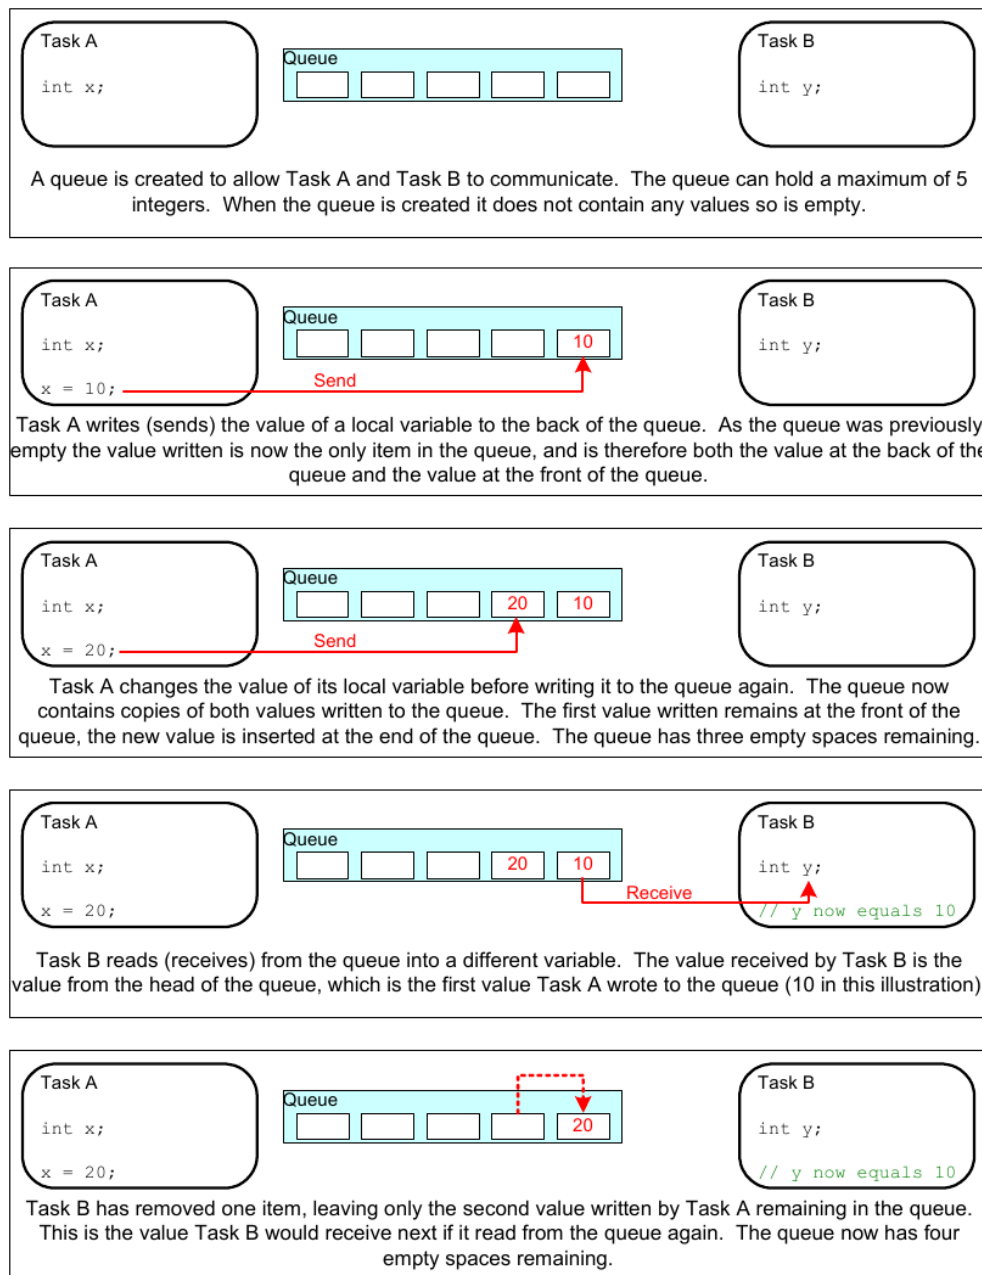 Task A
Queue
Task B
int x;
int y;
A queue is created to allow Task A and Task B to communicate. The queue can hold a maximum of 5
integers. When the queue is created it does not contain any values so is empty.
Task A
Queue
Task B
int x;
10
int y;
x = 10;
Send
Task A writes (sends) the value of a local variable to the back of the queue. As the queue was previously
empty the value written is now the only item in the queue, and is therefore both the value at the back of the
queue and the value at the front of the queue.
Task A
Queue
Task B
int x;
20 10
int y;
x = 20;
Send
Task A changes the value of its local variable before writing it to the queue again. The queue now
contains copies of both values written to the queue. The first value written remains at the front of the
queue, the new value is inserted at the end of the queue. The queue has three empty spaces remaining.
Task A
Queue
Task B
int x;
20 10
int y;
x = 20;
Receive
// y now equals 10
Task B reads (receives) from the queue into a different variable. The value received by Task B is the
value from the head of the queue, which is the first value Task A wrote to the queue (10 in this illustration)
Task A
Queue
Task B
int x;
20
int y;
x = 20;
// y now equals 10
Task B has removed one item, leaving only the second value written by Task A remaining in the queue.
This is the value Task B would receive next if it read from the queue again. The queue now has four
empty spaces remaining.